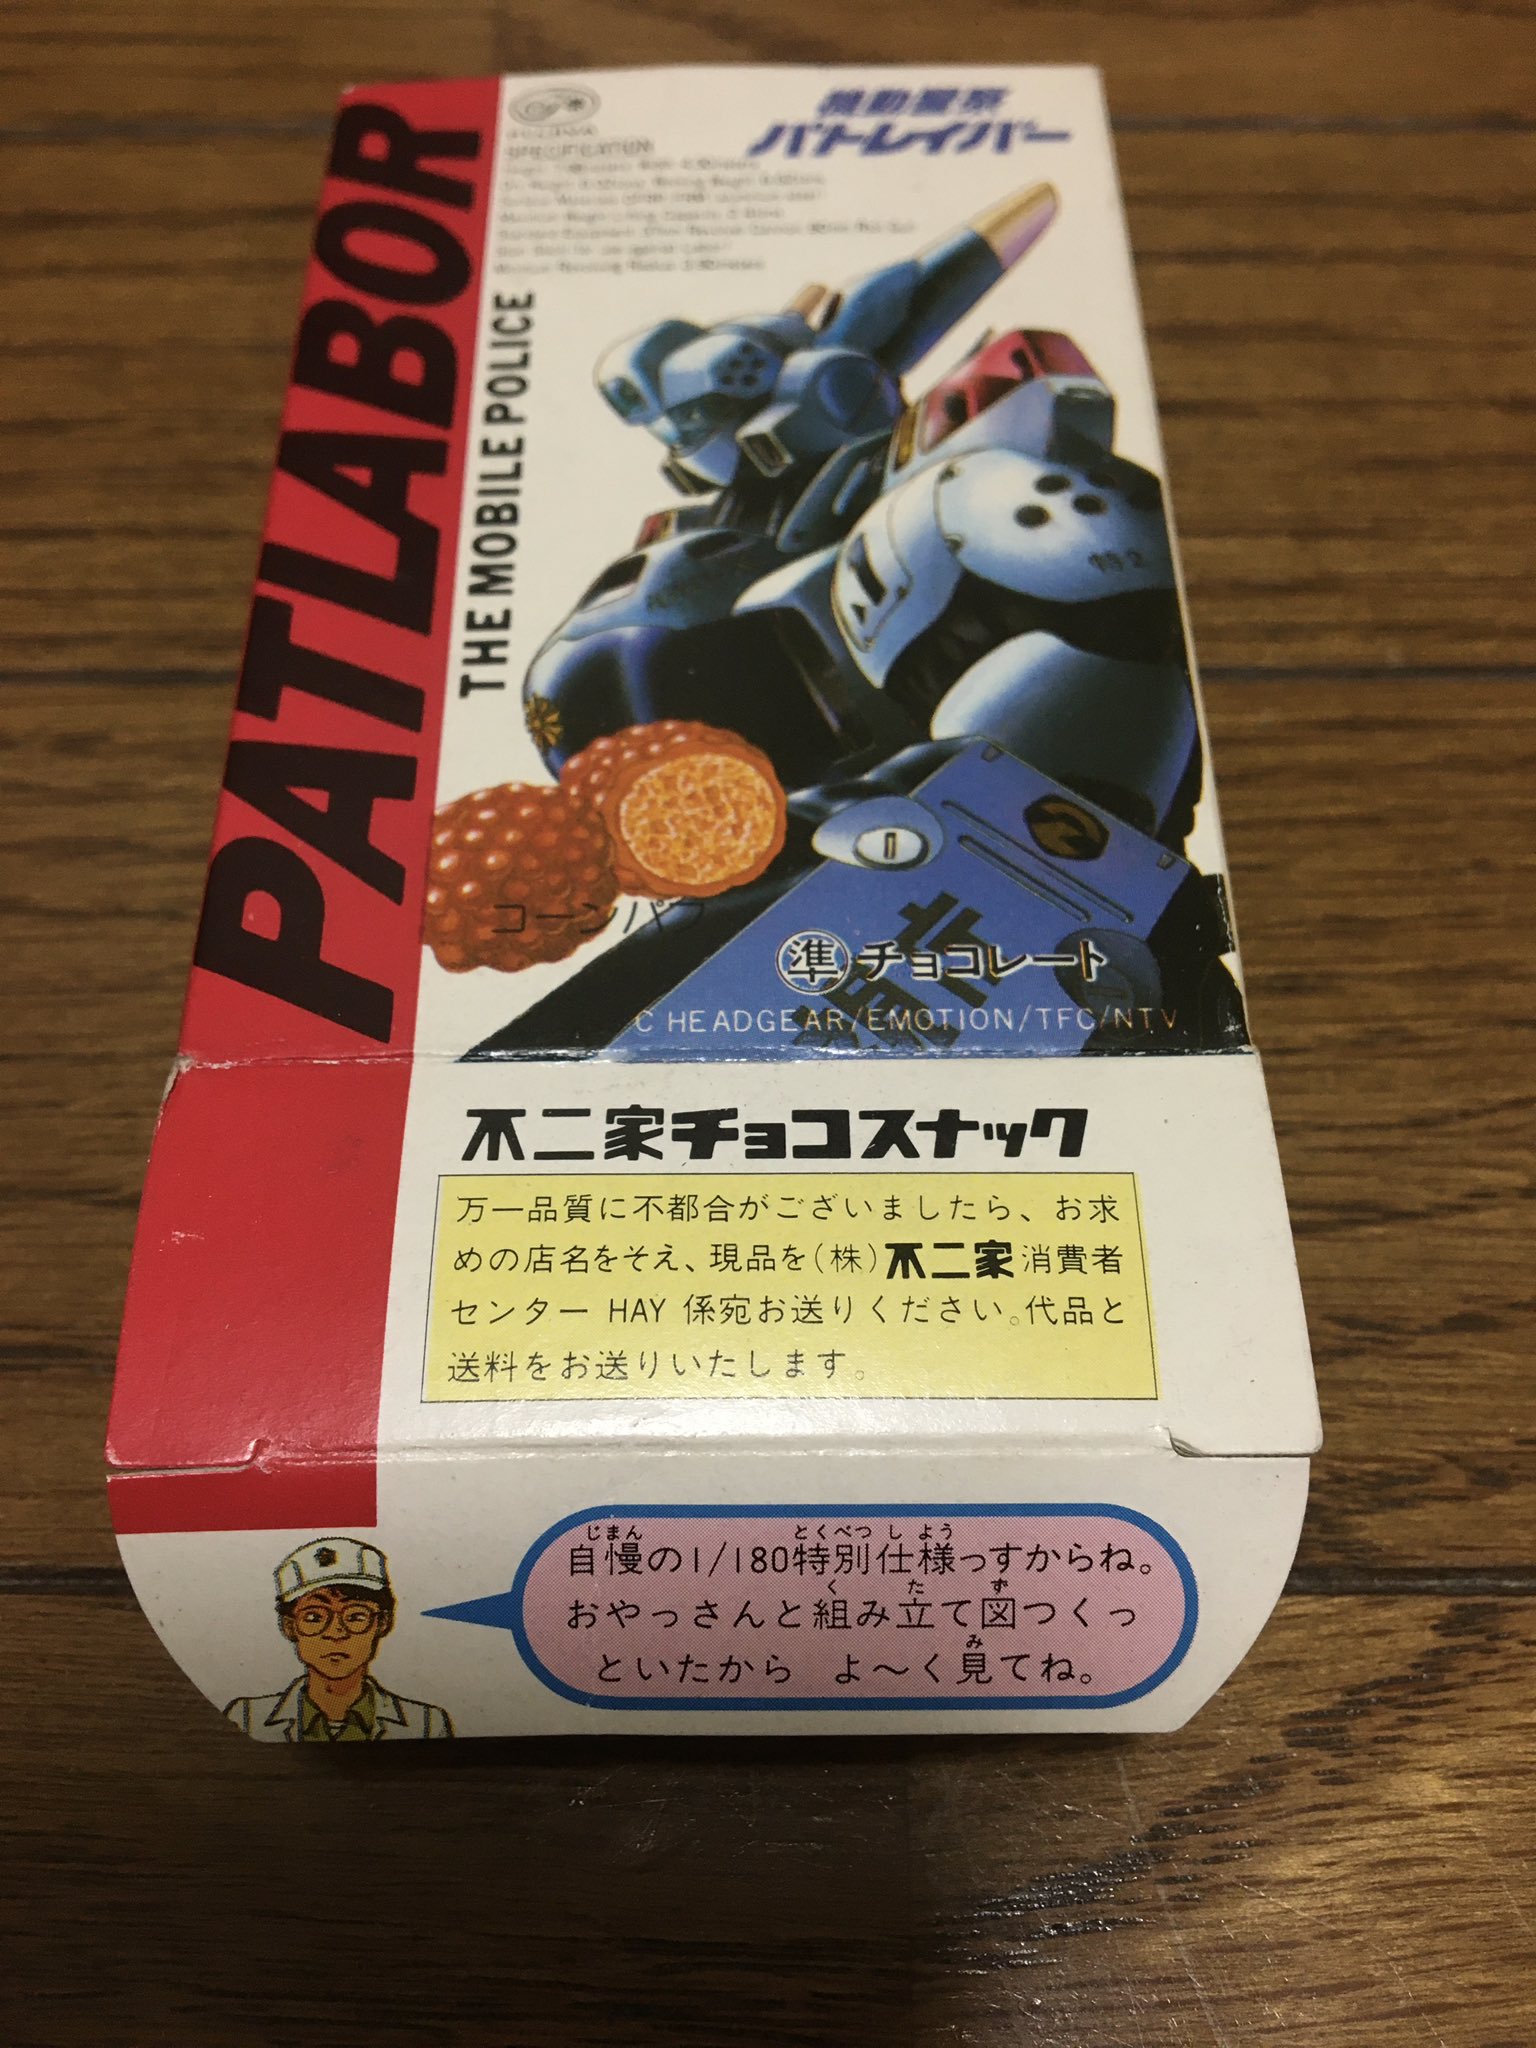 PATLABOR
THE MOBILE POLICE
機動警察
パトレイバー
SPECIFICATION
コーンパフ
準チョコレート
C HEADGEAR/EMOTION/TFC/NTV
不二家チョコスナック
万一品質に不都合がございましたら、お求
めの店名をそえ、現品を(株)不二家消費者
センター HAY 係宛お送りください。代品と
送料をお送りいたします。
自慢の1/180特別仕様っすからね。
おやっさんと組み立て図つくっ
といたから よ〜く見てね。